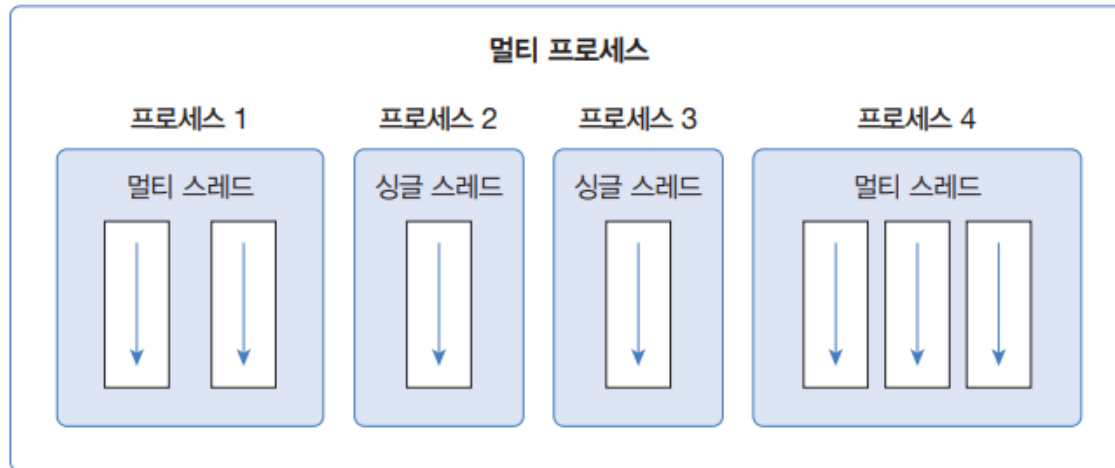 멀티 프로세스
프로세스 1 프로세스 2 프로세스 3 프로세스 4
멀티 스레드 싱글 스레드 싱글 스레드 멀티 스레드